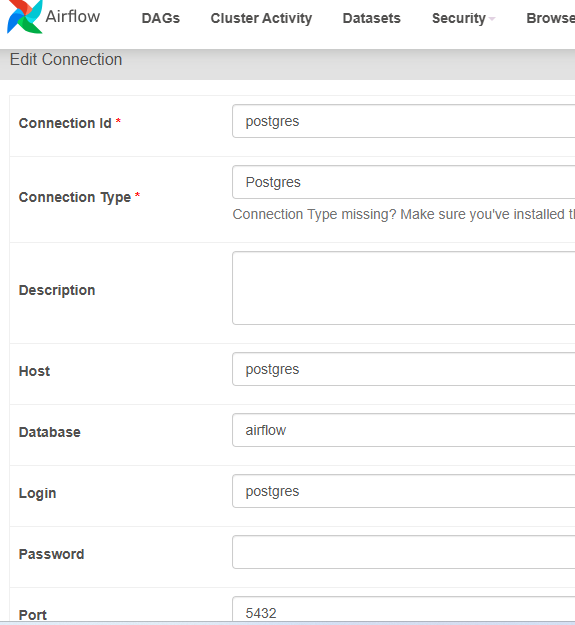 Airflow DAGs Cluster Activity Datasets Security Browse
Edit Connection
Connection Id * postgres
Connection Type * Postgres
Connection Type missing? Make sure you've installed
Description
Host postgres
Database airflow
Login postgres
Password
Port 5432